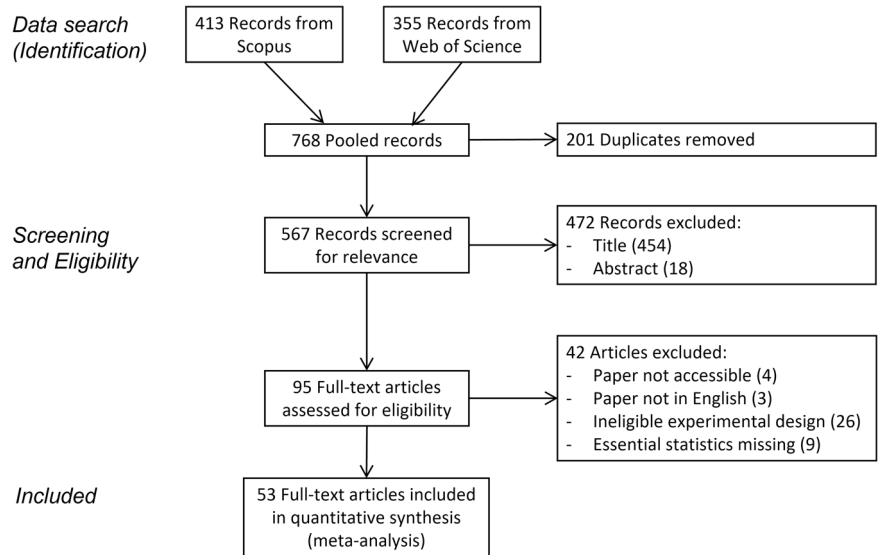 Data search
(Identification)
413 Records from
Scopus
355 Records from
Web of Science
768 Pooled records
201 Duplicates removed
Screening
and Eligibility
567 Records screened
for relevance
472 Records excluded:
- Title (454)
- Abstract (18)
95 Full-text articles
assessed for eligibility
42 Articles excluded:
- Paper not accessible (4)
- Paper not in English (3)
- Ineligible experimental design (26)
- Essential statistics missing (9)
Included
53 Full-text articles included
in quantitative synthesis
(meta-analysis)